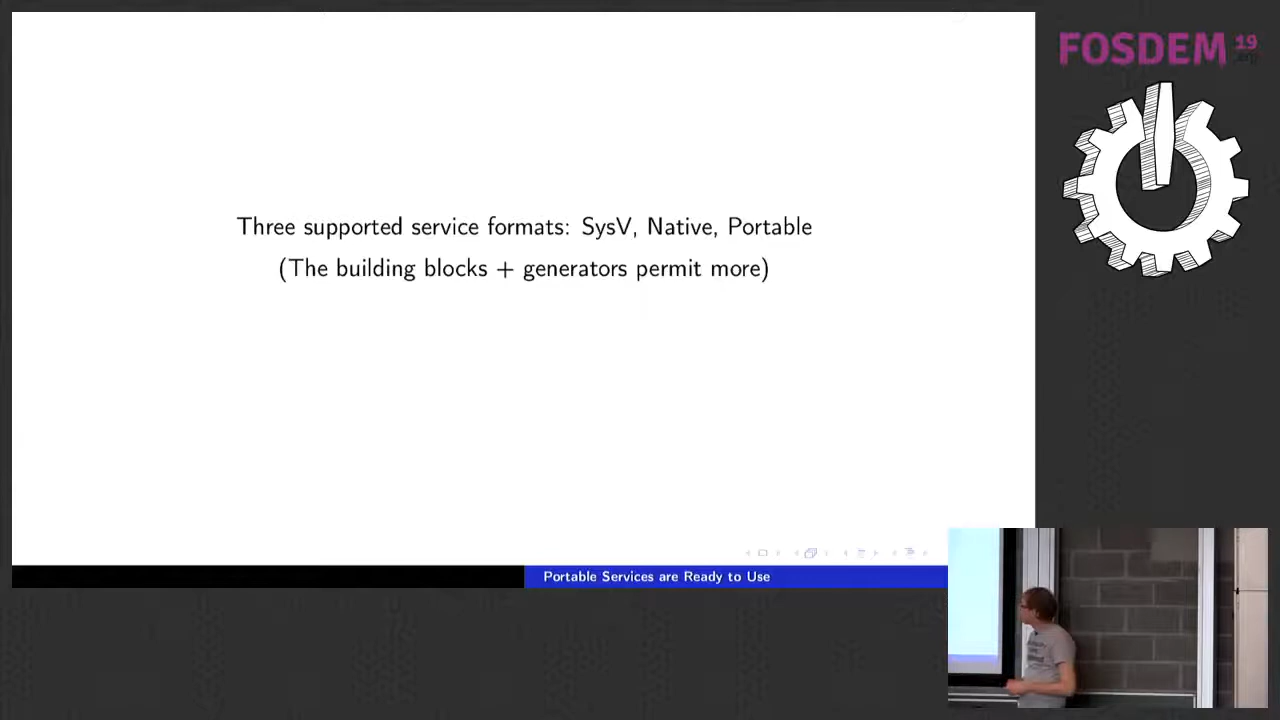 FOSDEM 19
.org
Three supported service formats: SysV, Native, Portable
(The building blocks + generators permit more)
Portable Services are Ready to Use